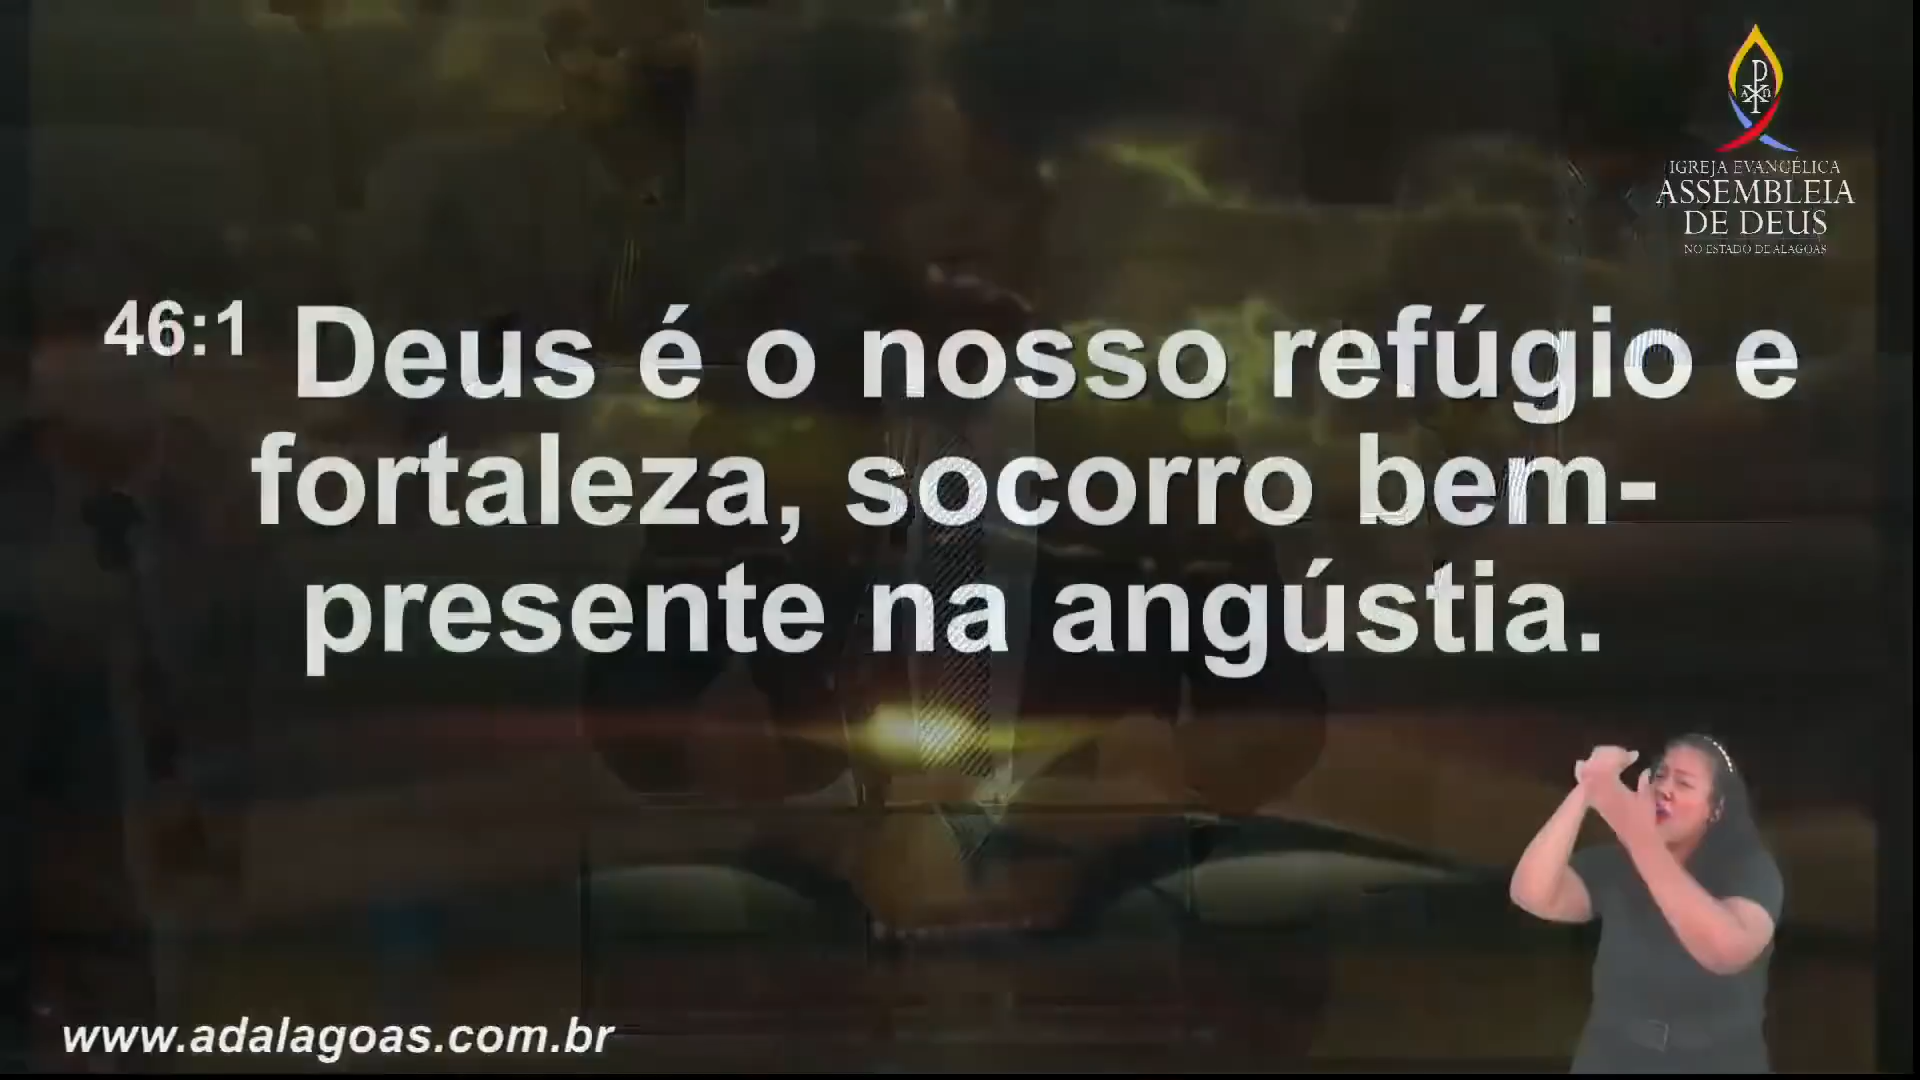 IGREJA EVANGÉLICA
ASSEMBLEIA
DE DEUS
NO ESTADO DE ALAGOAS
46:1 Deus é o nosso refúgio e
fortaleza, socorro bem-
presente na angústia.
www.adalagoas.com.br